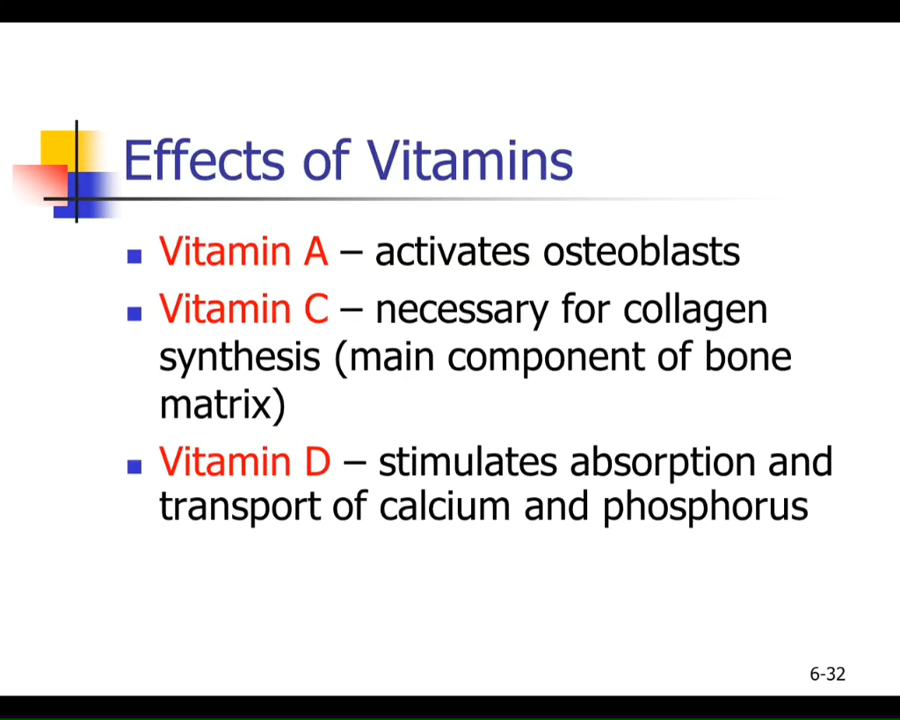 Effects of Vitamins
Vitamin A – activates osteoblasts
Vitamin C – necessary for collagen
synthesis (main component of bone
matrix)
Vitamin D – stimulates absorption and
transport of calcium and phosphorus
6-32